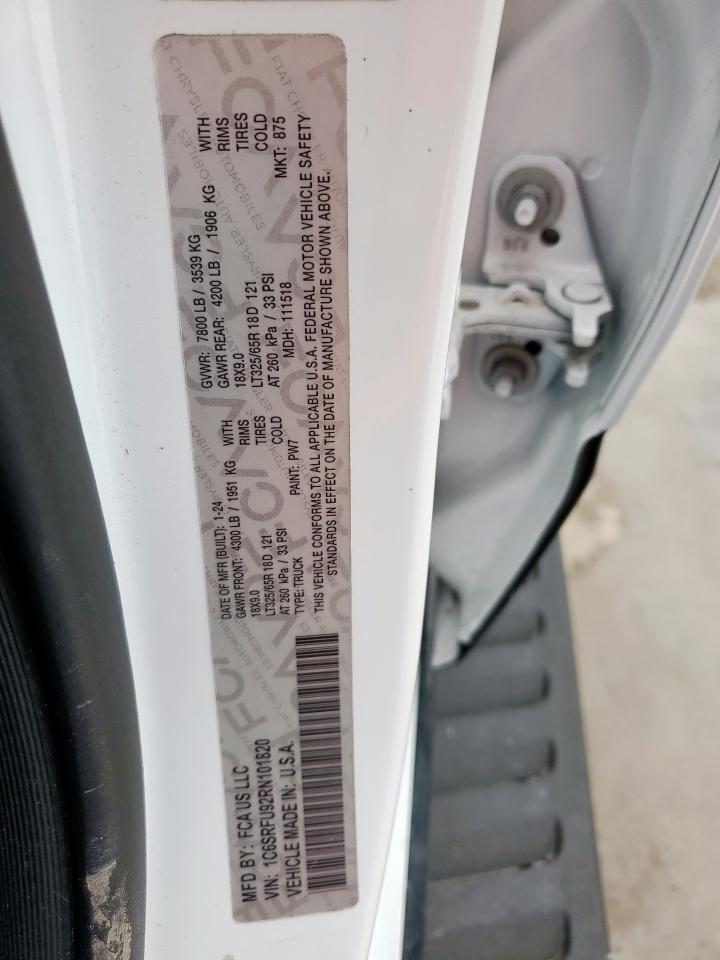 MFD BY: FCA US LLC
DATE OF MFR (BUILT): 1-24 GVWR: 7800 LB / 3539 KG
GAWR FRONT: 4300 LB / 1951 KG WITH GAWR REAR: 4200 LB / 1906 KG WITH
18X9.0 RIMS 18X9.0 RIMS
LT325/65R 18 D 121 TIRES LT325/65R 18 D 121 TIRES
AT 260 kPa / 33 PSI COLD AT 260 kPa / 33 PSI COLD
TYPE: TRUCK PAINT: PW7 MDH: 111518 MKT: 875
THIS VEHICLE CONFORMS TO ALL APPLICABLE U.S.A. FEDERAL MOTOR VEHICLE SAFETY
STANDARDS IN EFFECT ON THE DATE OF MANUFACTURE SHOWN ABOVE.
VIN: 1C6SRFU92RN101820
VEHICLE MADE IN: U.S.A.